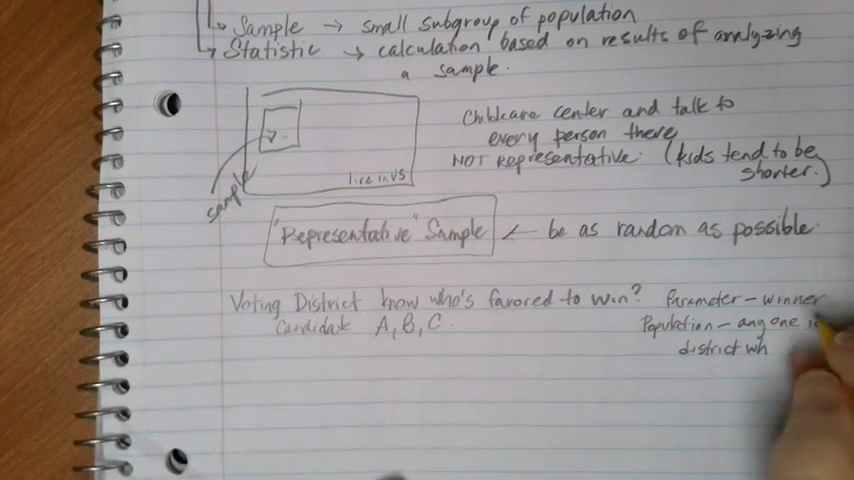 Sample → small subgroup of population
Statistic → calculation based on results of analyzing
a sample.
Childcare center and talk to
every person there
NOT Representative. (kids tend to be
shorter.)
live in US
sample
"Representative" Sample ← be as random as possible.
Voting District know who's favored to win? Parameter – winner
Candidate A, B, C. Population – anyone
district wh